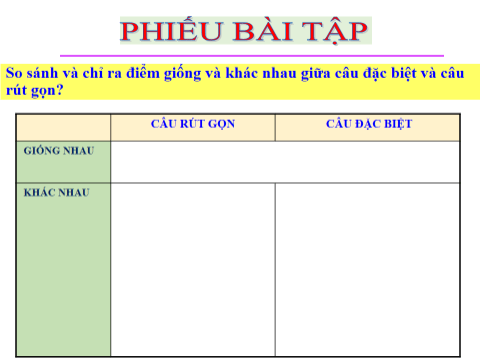 PHIẾU BÀI TẬP
So sánh và chỉ ra điểm giống và khác nhau giữa câu đặc biệt và câu
rút gọn?
CÂU RÚT GỌN CÂU ĐẶC BIỆT
GIỐNG NHAU
KHÁC NHAU